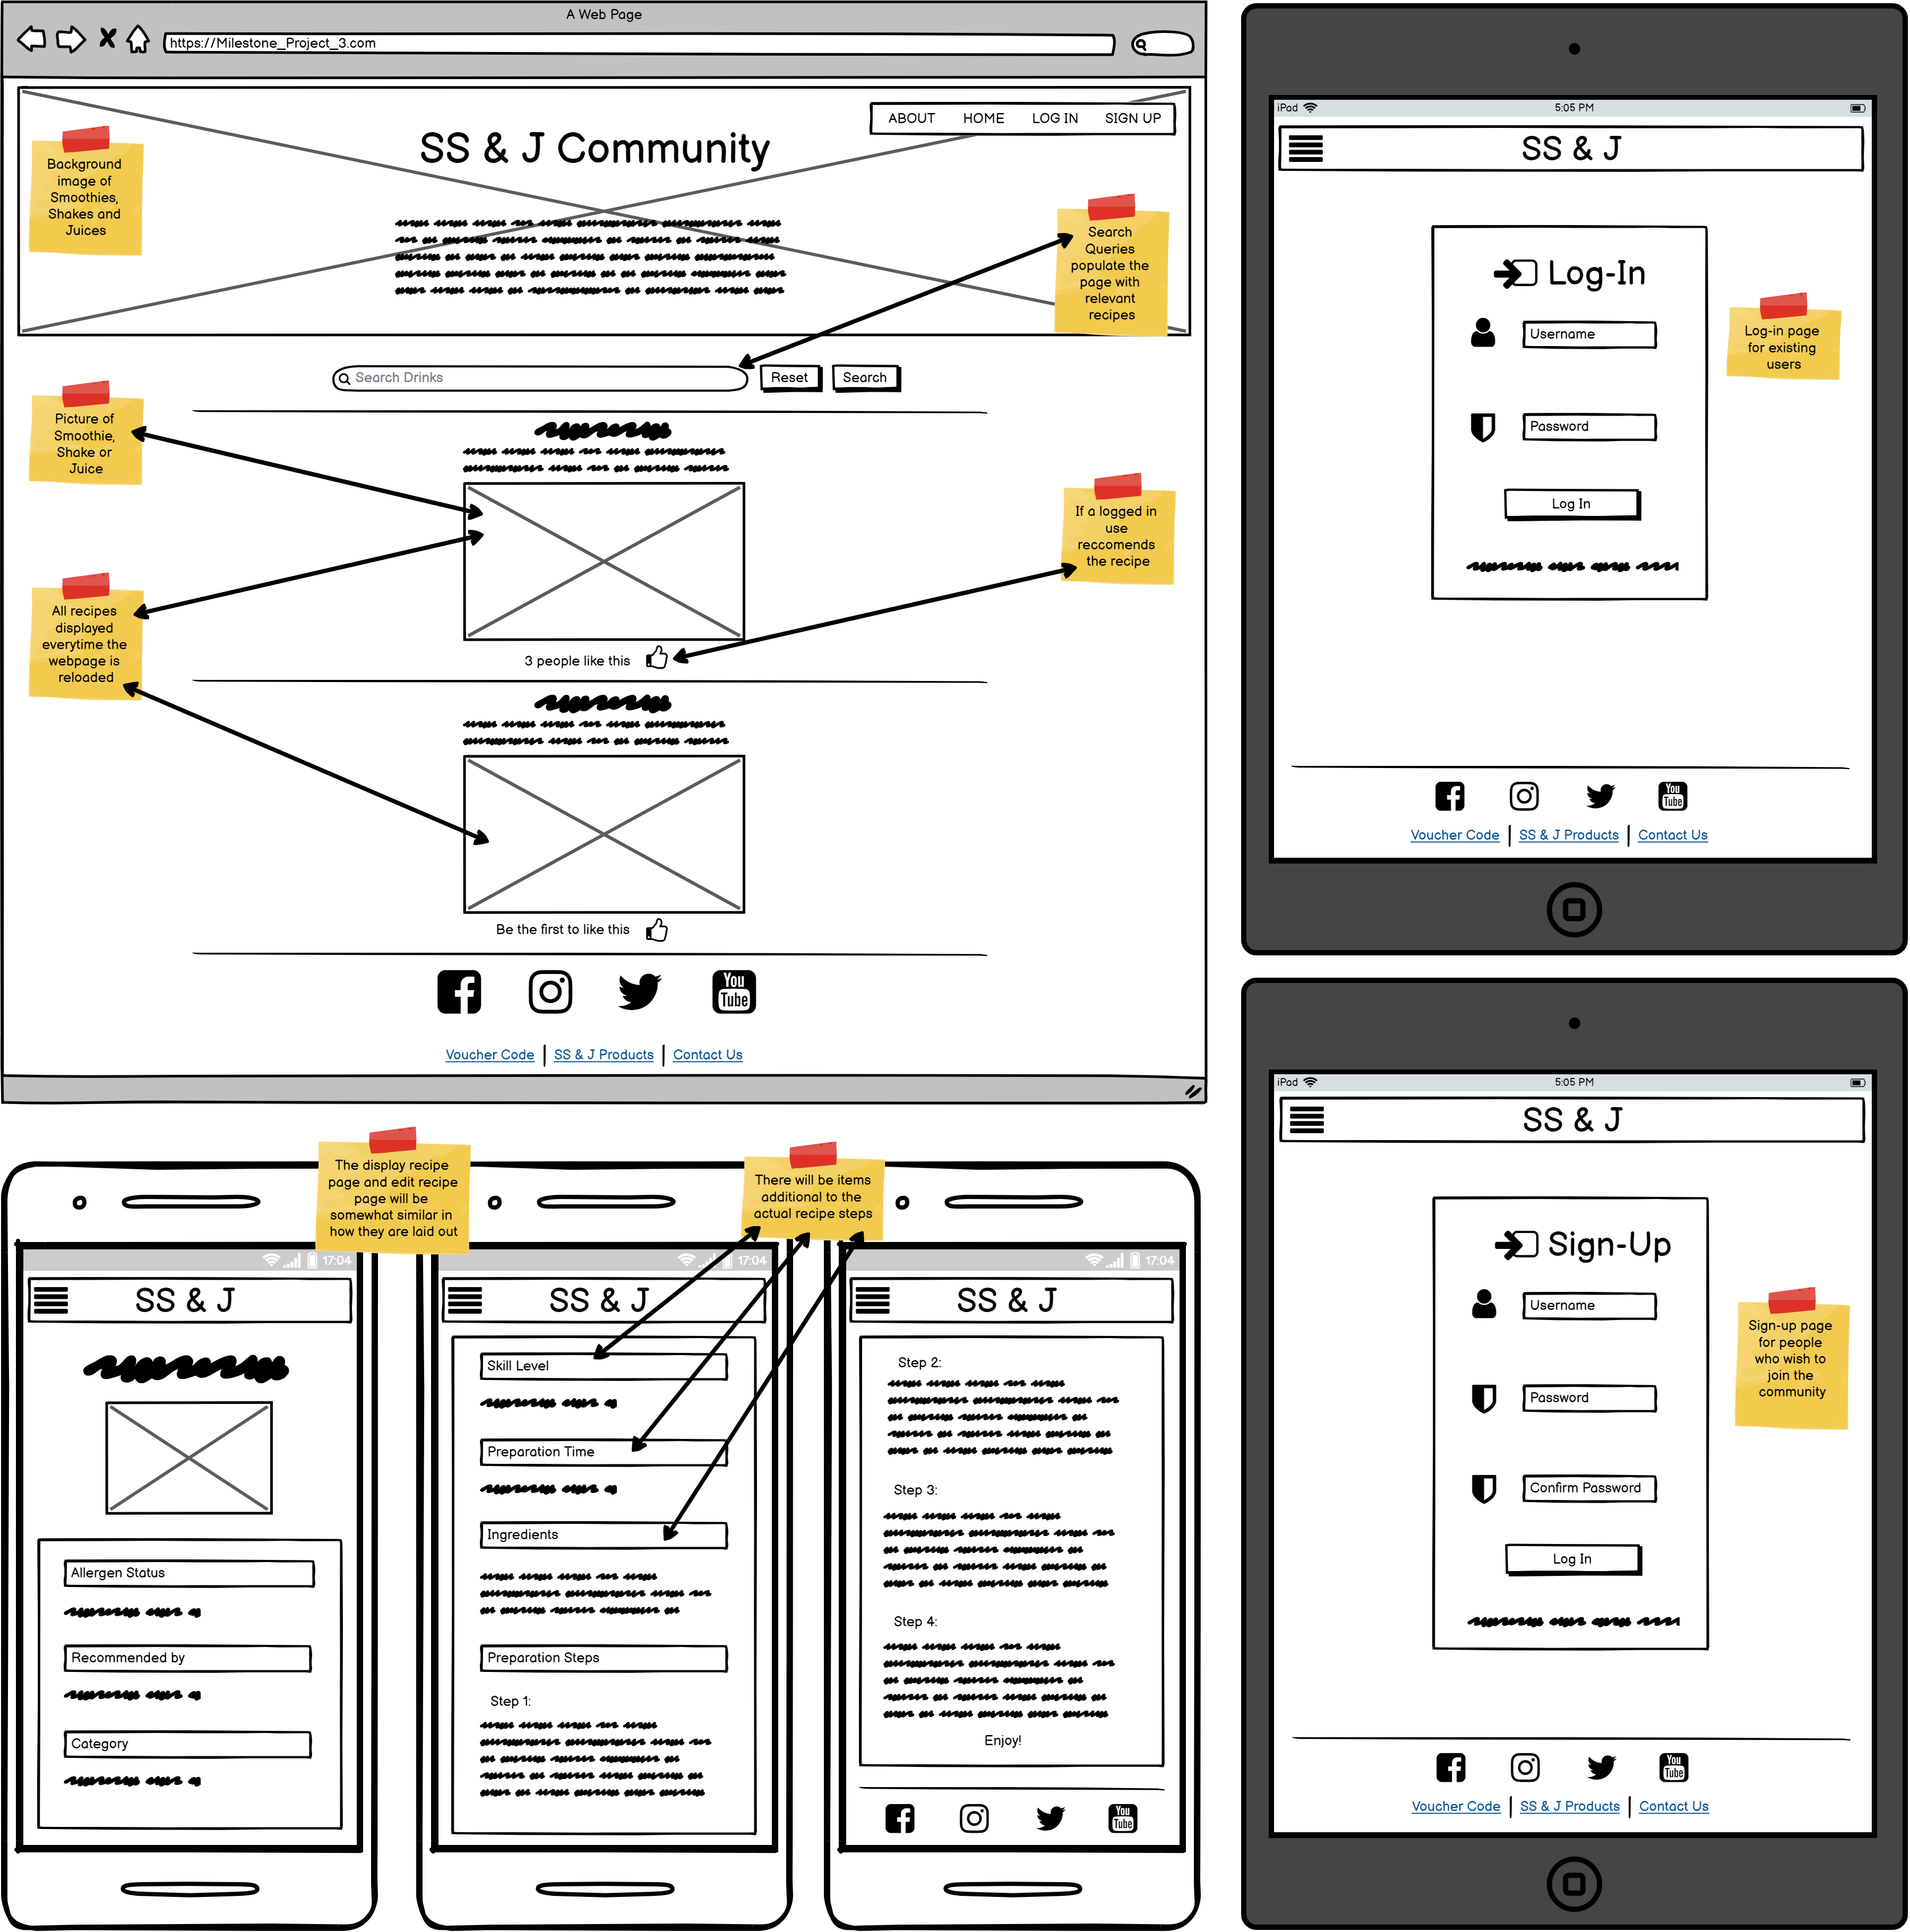 A Web Page
https://Milestone_Project_3.com
ABOUT HOME LOG IN SIGN UP
SS & J Community
Background
image of
Smoothies,
Shakes and
Juices
Search
Queries
populate the
page with
relevant
recipes
Search Drinks
Reset
Search
Picture of
Smoothie,
Shake or
Juice
If a logged in
use
reccomends
the recipe
All recipes
displayed
everytime the
webpage is
reloaded
3 people like this
Be the first to like this
You
Tube
Voucher Code
SS & J Products
Contact Us
iPad
5:05 PM
SS & J
Log-In
Username
Password
Log In
Log-in page
for existing
users
You
Tube
Voucher Code
SS & J Products
Contact Us
iPad
5:05 PM
SS & J
Sign-Up
Username
Password
Confirm Password
Log In
Sign-up page
for people
who wish to
join the
community
You
Tube
Voucher Code
SS & J Products
Contact Us
The display recipe
page and edit recipe
page will be
somewhat similar in
how they are laid out
There will be items
additional to the
actual recipe steps
17:04
SS & J
Allergen Status
Recommended by
Category
17:04
SS & J
Skill Level
Preparation Time
Ingredients
Preparation Steps
Step 1:
17:04
SS & J
Step 2:
Step 3:
Step 4:
Enjoy!
You
Tube